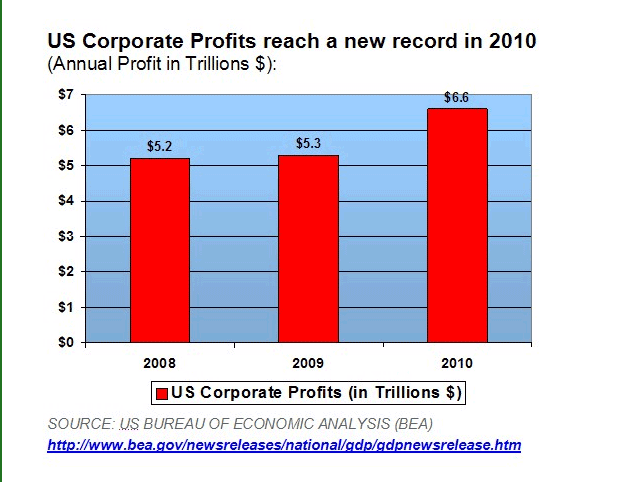 US Corporate Profits reach a new record in 2010
(Annual Profit in Trillions $):
$7
$6
$5
$4
$3
$2
$1
$0
$5.2
$5.3
$6.6
2008
2009
2010
US Corporate Profits (in Trillions $)
SOURCE: US BUREAU OF ECONOMIC ANALYSIS (BEA)
http://www.bea.gov/newsreleases/national/gdp/gdpnewsrelease.htm